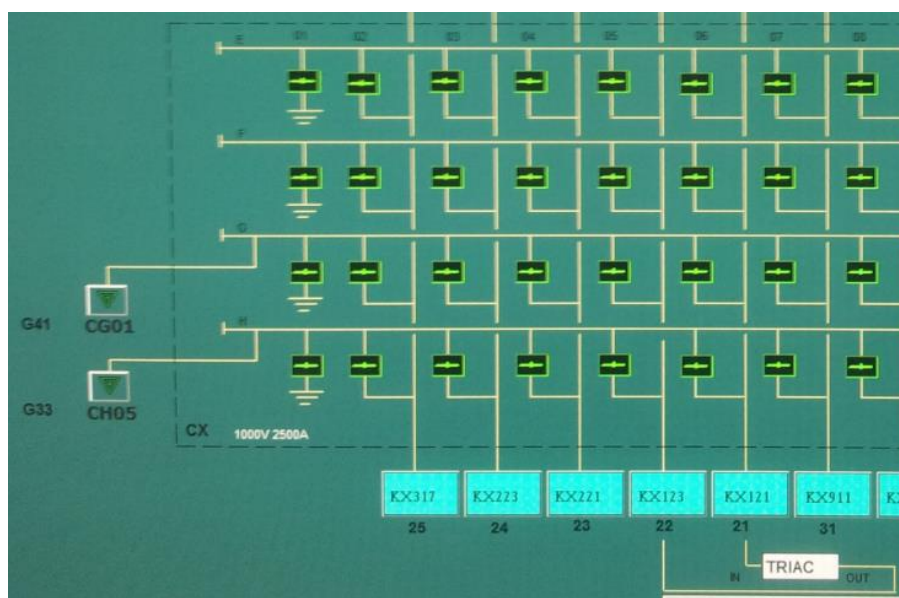 E 01 02 03 04 05 06 07 08
F
G
H
G41 CG01
G33 CH05
CX 1000V 2500A
KX317 KX223 KX221 KX123 KX121 KX911
25 24 23 22 21 31
IN TRIAC OUT